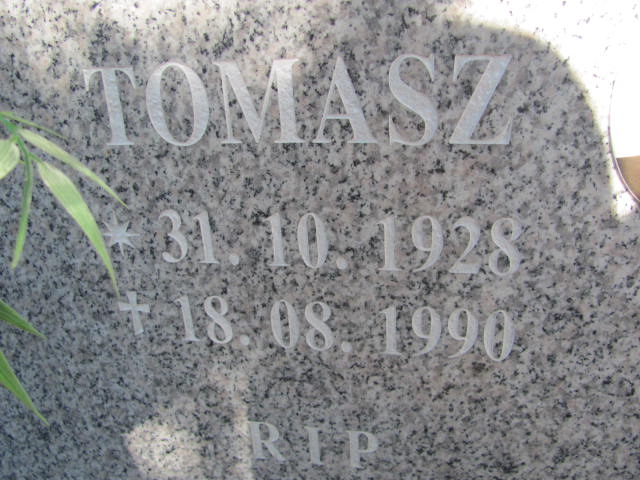 TOMASZ
* 31. 10. 1928
✝ 18. 08. 1990
RIP